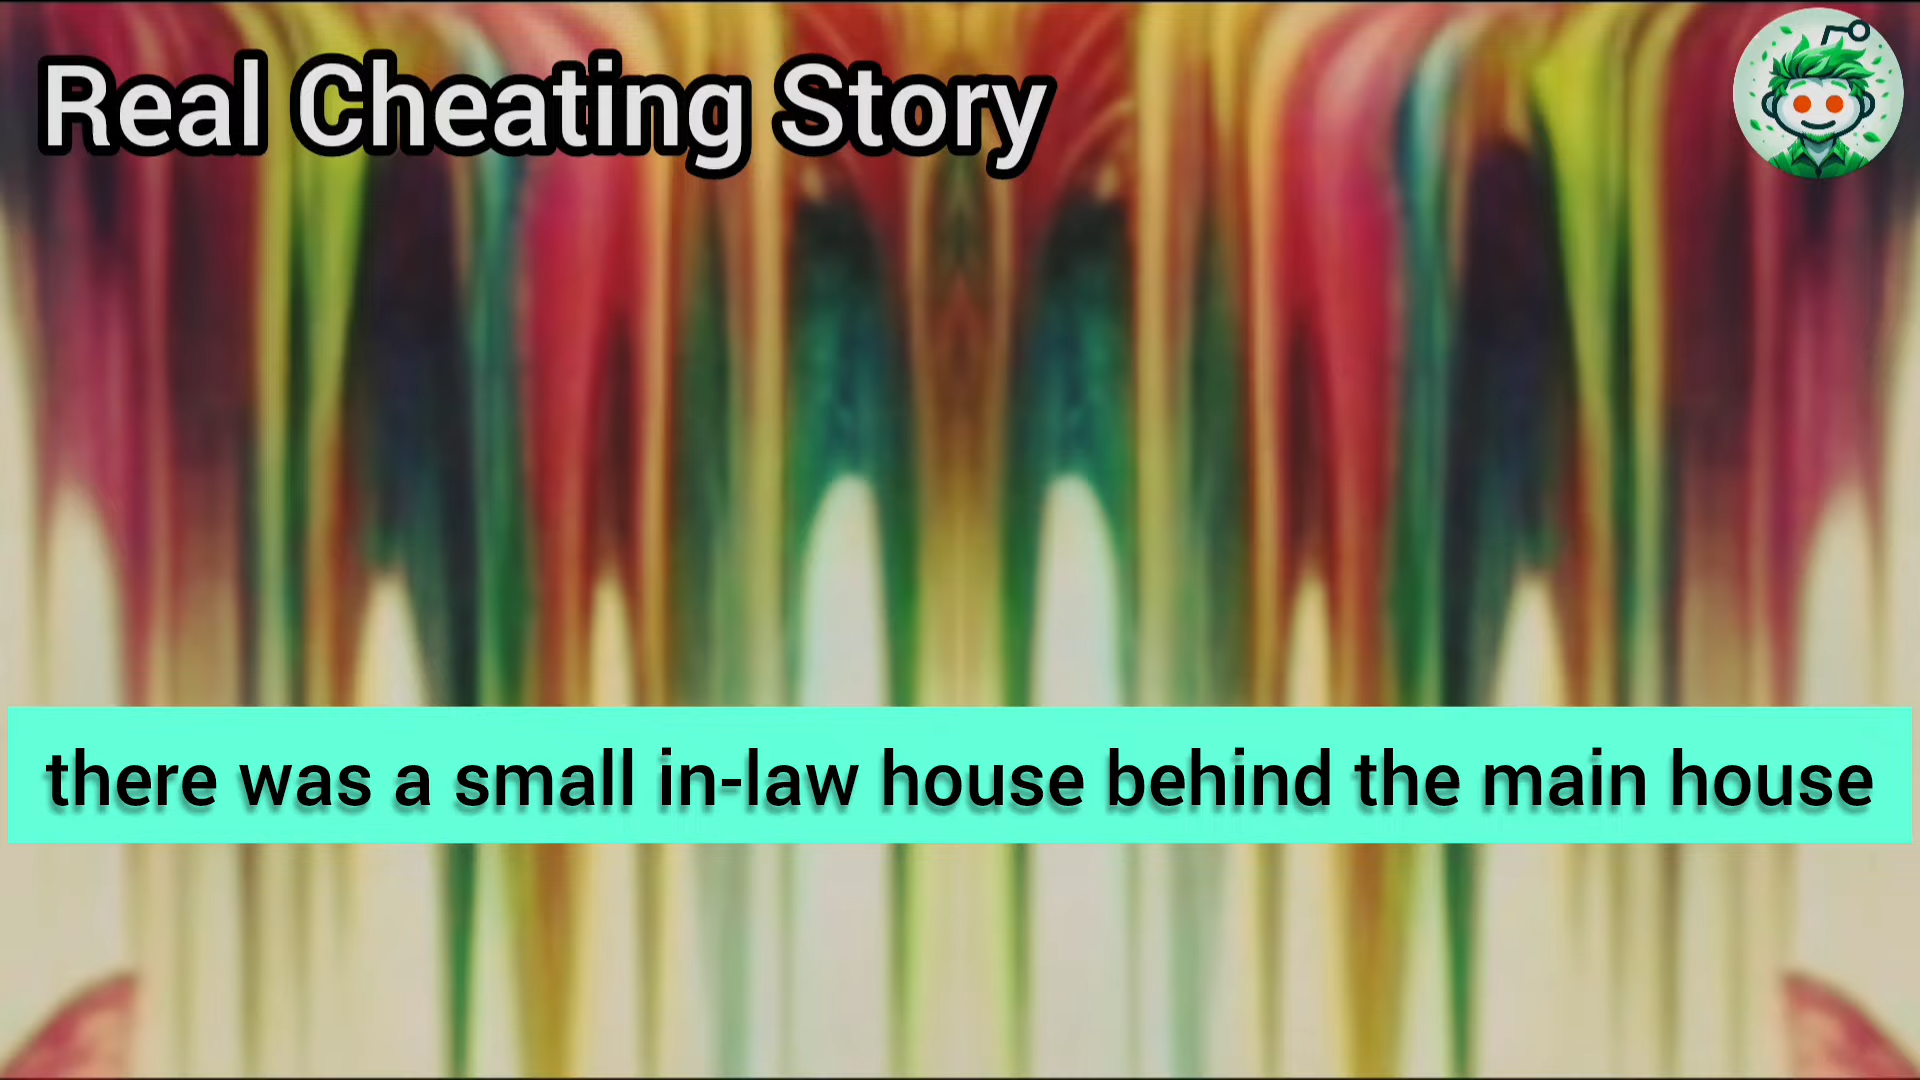 Real Cheating Story
there was a small in-law house behind the main house